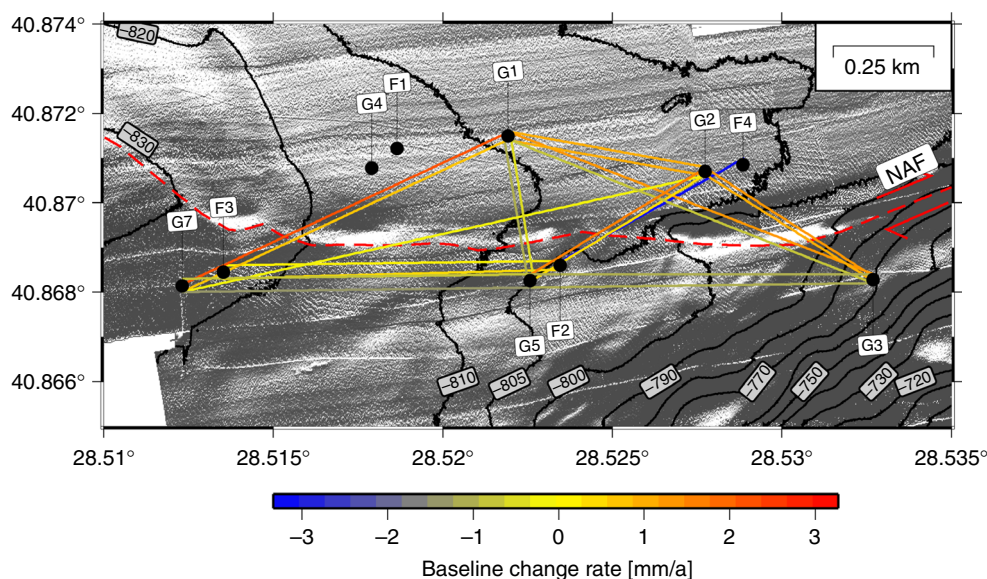 40.874°
40.872°
40.87°
40.868°
40.866°
–820
–830
G1
F1
G4
G2
F4
0.25 km
NAF
G7
F3
F2
G5
G3
–810
–805
–800
–790
–770
–750
–730
–720
28.51° 28.515° 28.52° 28.525° 28.53° 28.535°
–3 –2 –1 0 1 2 3
Baseline change rate [mm/a]